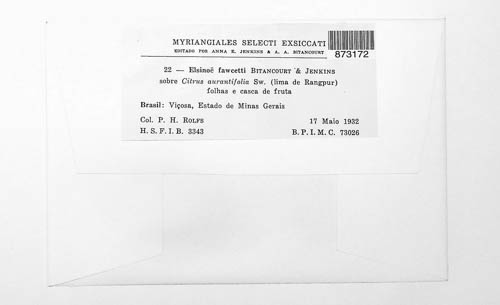 MYRIANGIALES SELECTI EXSICCATI
EDITADO POR ANNA E. JENKINS & A. A. BITANCOURT
873172
22 — Elsinoë fawcetti BITANCOURT & JENKINS
sobre Citrus aurantifolia Sw. (lima de Rangpur)
folhas e casca de fruta
Brasil: Viçosa, Estado de Minas Gerais
Col. P. H. ROLFS 17 Maio 1932
H. S. F. I. B. 3343 B. P. I. M. C. 73026